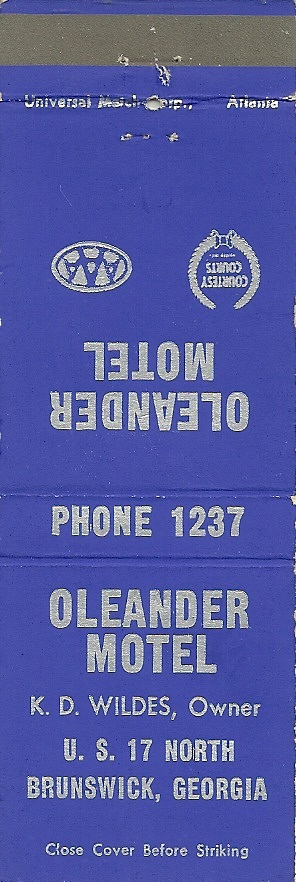 Universal Match Corp., Atlanta
COURTESY
COURTS
OLEANDER
MOTEL
PHONE 1237
OLEANDER
MOTEL
K. D. WILDES, Owner
U. S. 17 NORTH
BRUNSWICK, GEORGIA
Close Cover Before Striking